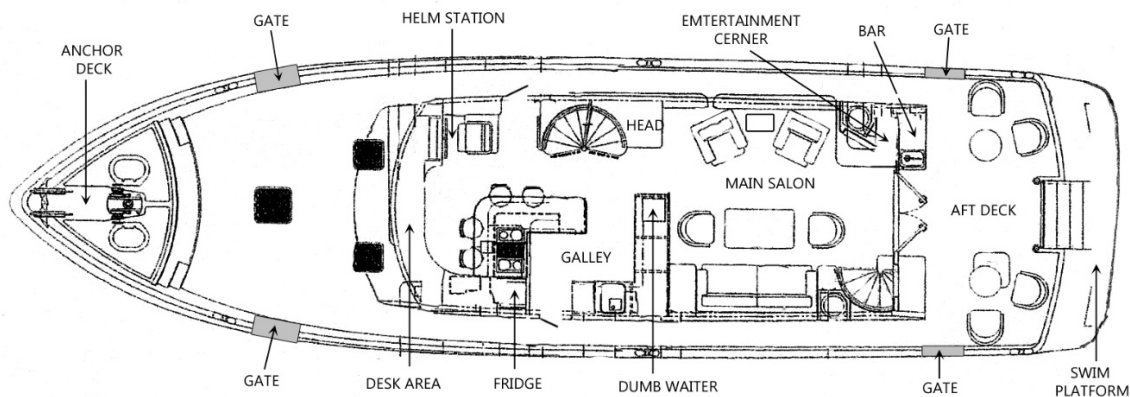 HELM STATION
GATE
EMTERTAINMENT
CERNER
BAR
GATE
ANCHOR
DECK
HEAD
MAIN SALON
AFT DECK
GALLEY
GATE
DESK AREA
FRIDGE
DUMB WAITER
GATE
SWIM
PLATFORM